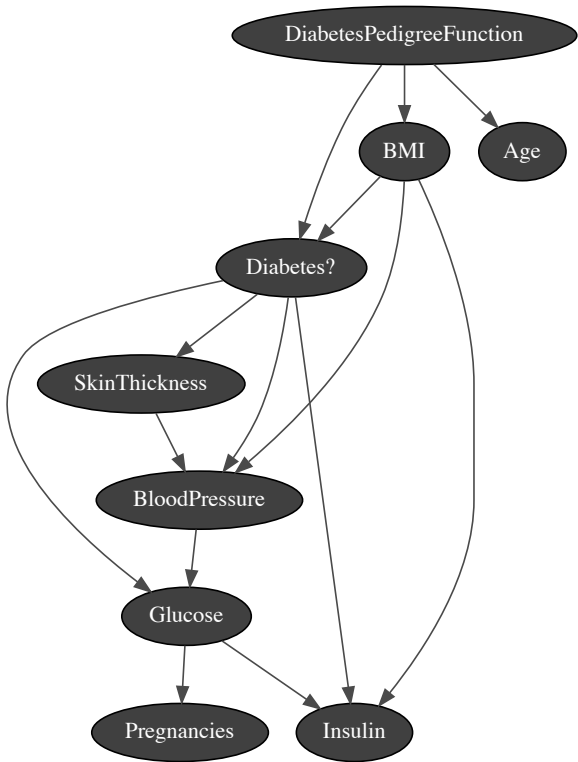 DiabetesPedigreeFunction
BMI
Age
Diabetes?
SkinThickness
BloodPressure
Glucose
Pregnancies
Insulin